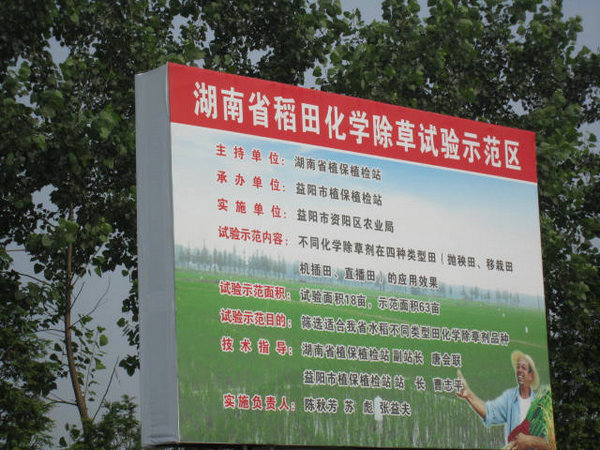 湖南省稻田化学除草试验示范区
主持单位：湖南省植保植检站
承办单位：益阳市植保植检站
实施单位：益阳市资阳区农业局
试验示范内容：不同化学除草剂在四种类型田（抛秧田、移栽田
机插田、直播田）的应用效果
试验示范面积：试验面积18亩，示范面积63亩
试验示范目的：筛选适合我省水稻不同类型田化学除草剂品种
技术指导：湖南省植保植检站 副站长 唐会联
益阳市植保植检站 站 长 曹志平
实施负责人：陈秋芳 苏 彪 张益夫